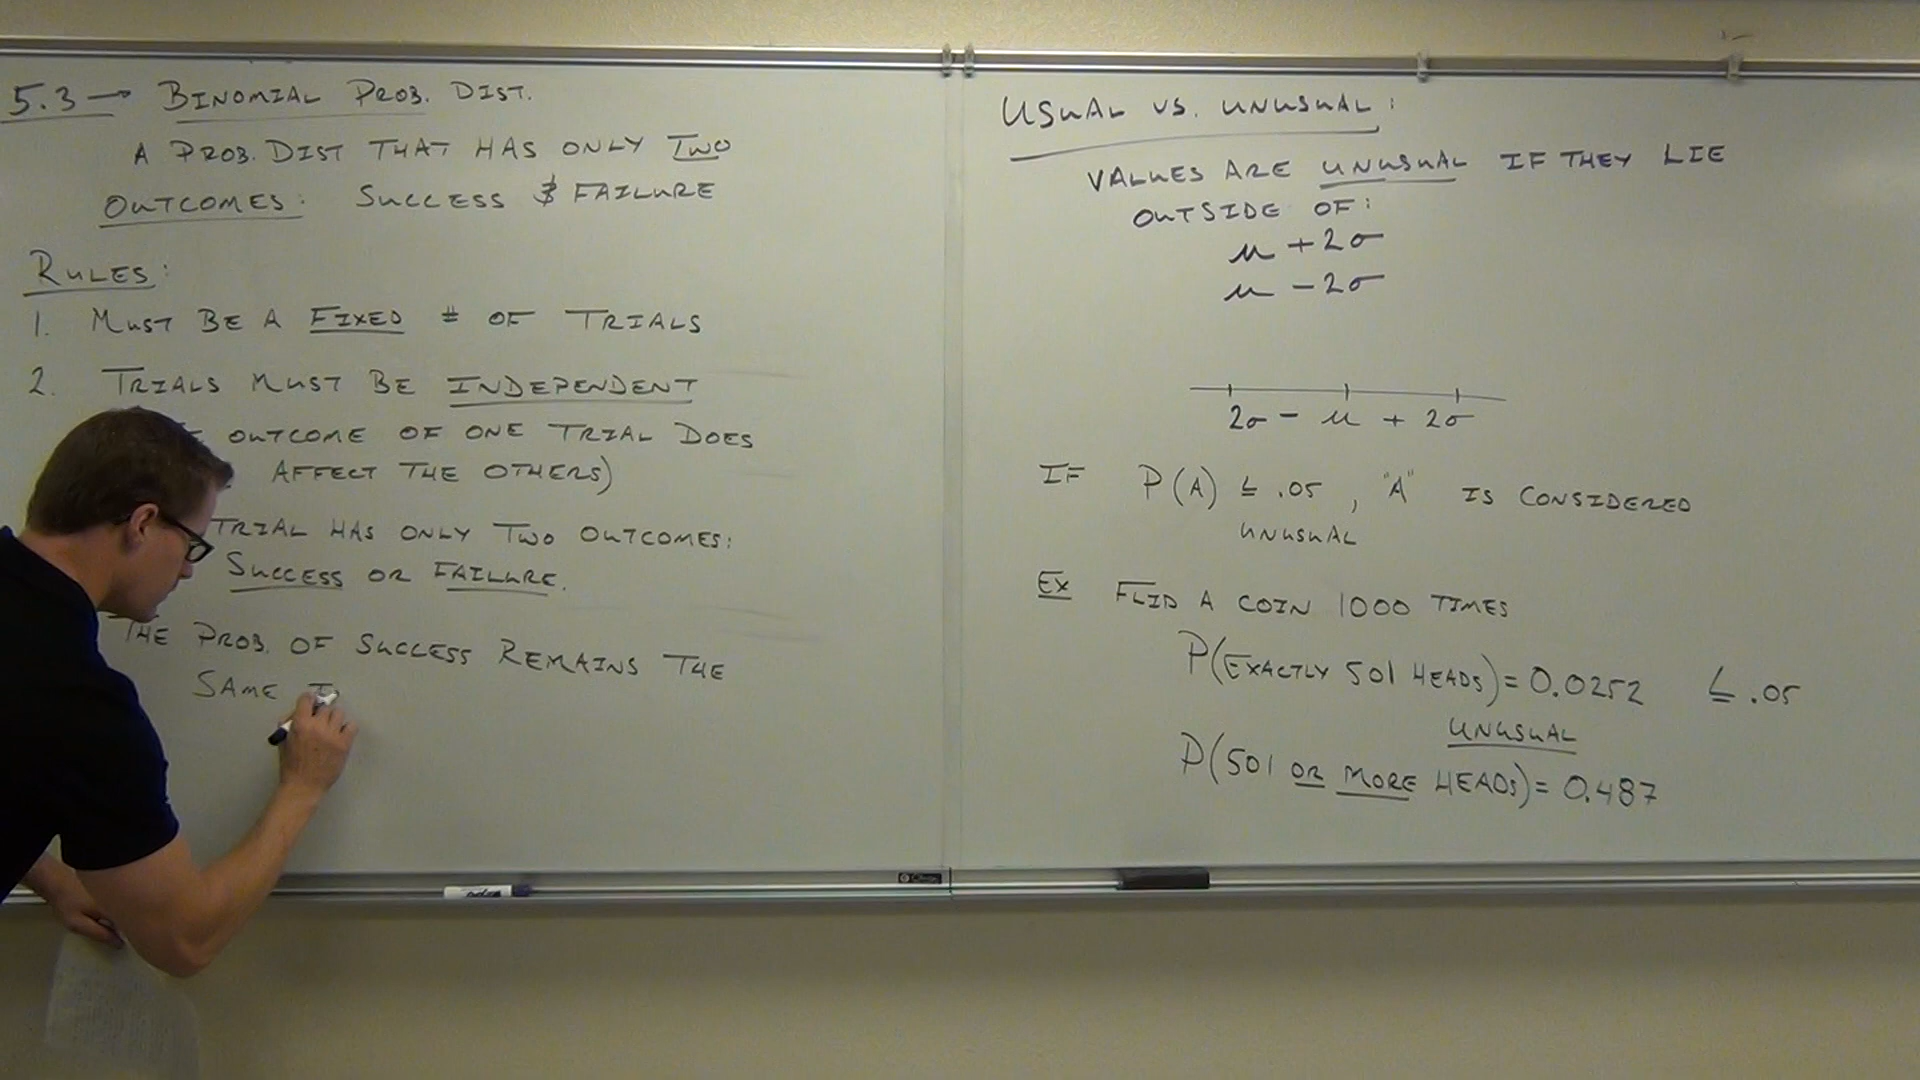 5.3 → BINOMIAL PROB. DIST.
A PROB. DIST THAT HAS ONLY TWO
OUTCOMES: SUCCESS & FAILURE
RULES:
1. MUST BE A FIXED # OF TRIALS
2. TRIALS MUST BE INDEPENDENT
OUTCOME OF ONE TRIAL DOES
AFFECT THE OTHERS)
TRIAL HAS ONLY TWO OUTCOMES:
SUCCESS OR FAILURE.
THE PROB. OF SUCCESS REMAINS THE
SAME
USUAL VS. UNUSUAL:
VALUES ARE UNUSUAL IF THEY LIE
OUTSIDE OF:
μ + 2σ
μ - 2σ
2σ - μ + 2σ
IF P(A) ≤ .05, "A" IS CONSIDERED
UNUSUAL
EX FLIP A COIN 1000 TIMES
P(EXACTLY 501 HEADS) = 0.0252 ≤ .05
UNUSUAL
P(501 OR MORE HEADS) = 0.487